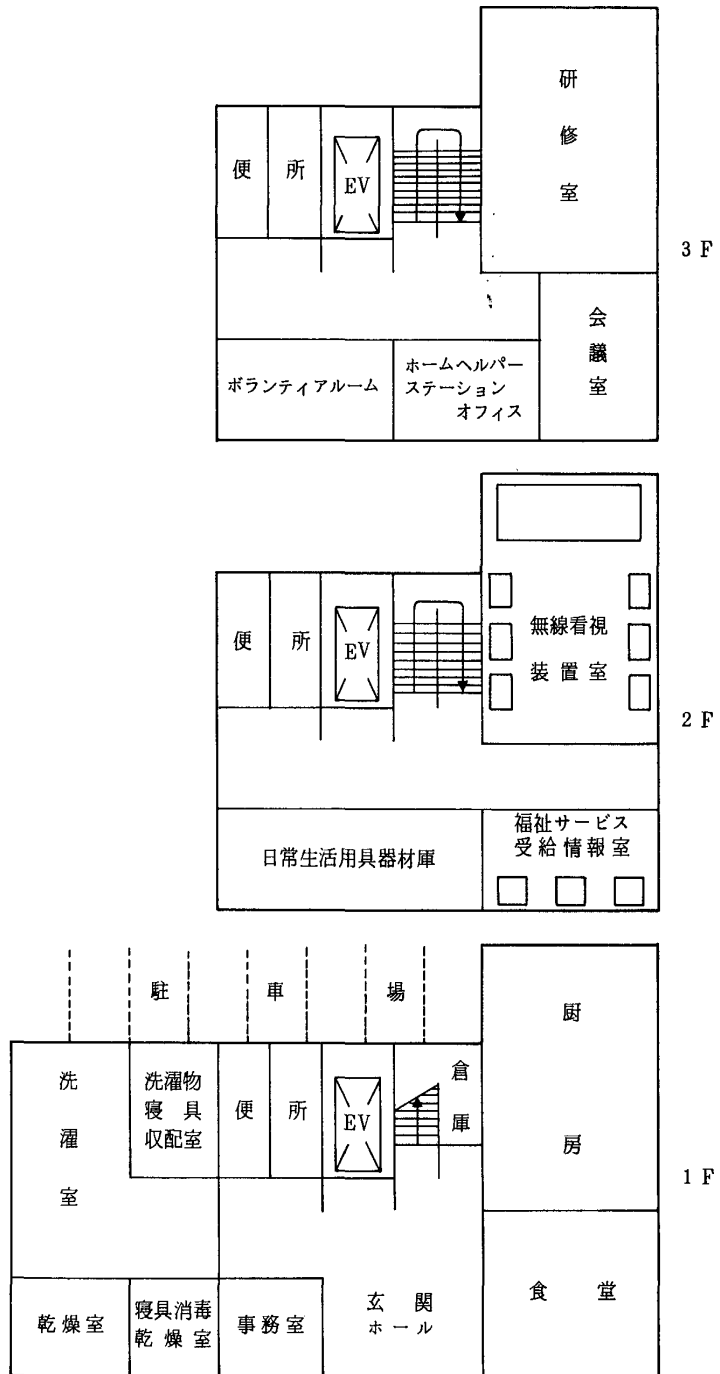 研修室
便所
EV
3F
会議室
ボランティアルーム
ホームヘルパー
ステーション
オフィス
便所
EV
無線看視
装置室
2F
日常生活用具器材庫
福祉サービス
受給情報室
駐車場
洗濯室
洗濯物
寝具
収配室
便所
EV
倉庫
厨房
1F
乾燥室
寝具消毒
乾燥室
事務室
玄関
ホール
食堂